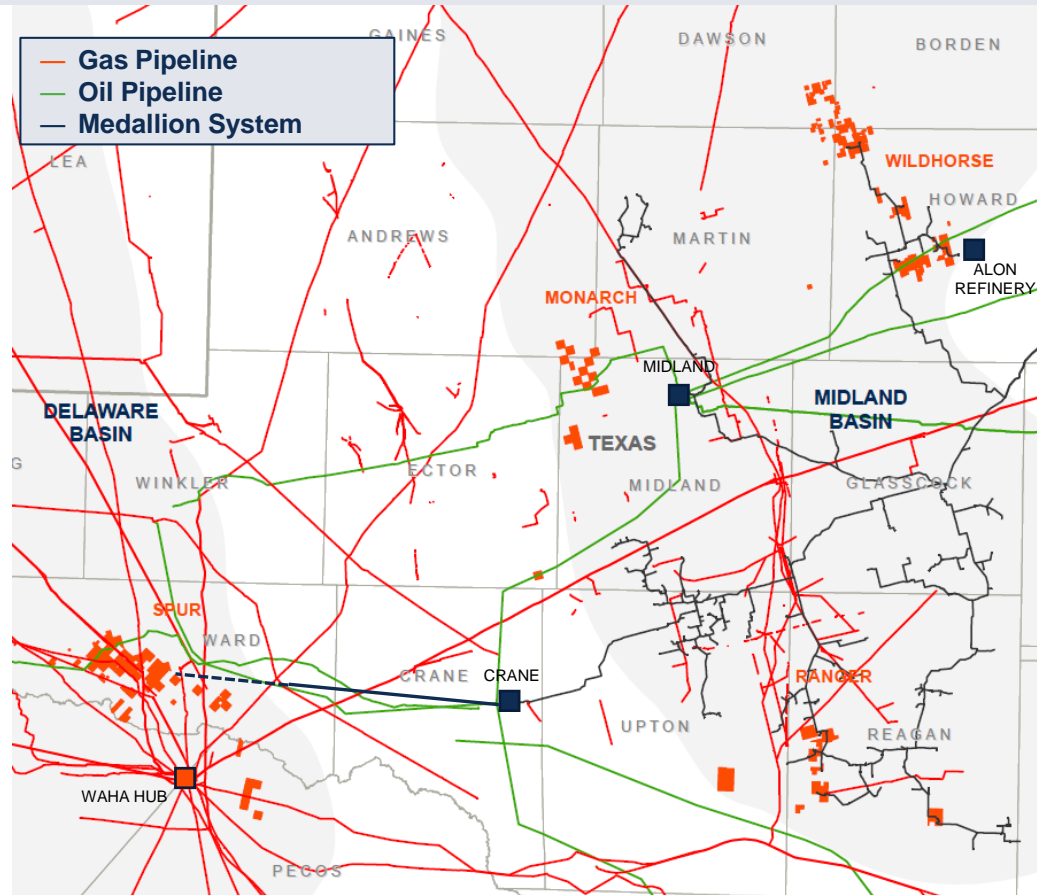 GAINES
DAWSON
BORDEN
Gas Pipeline
Oil Pipeline
Medallion System
LEA
WILDHORSE
HOWARD
ANDREWS
MARTIN
ALON
REFINERY
MONARCH
MIDLAND
DELAWARE
BASIN
MIDLAND
BASIN
TEXAS
G
WINKLER
ECTOR
MIDLAND
GLASSCOCK
SPUR
WARD
CRANE
CRANE
RANGER
UPTON
REAGAN
WAHA HUB
PECOS